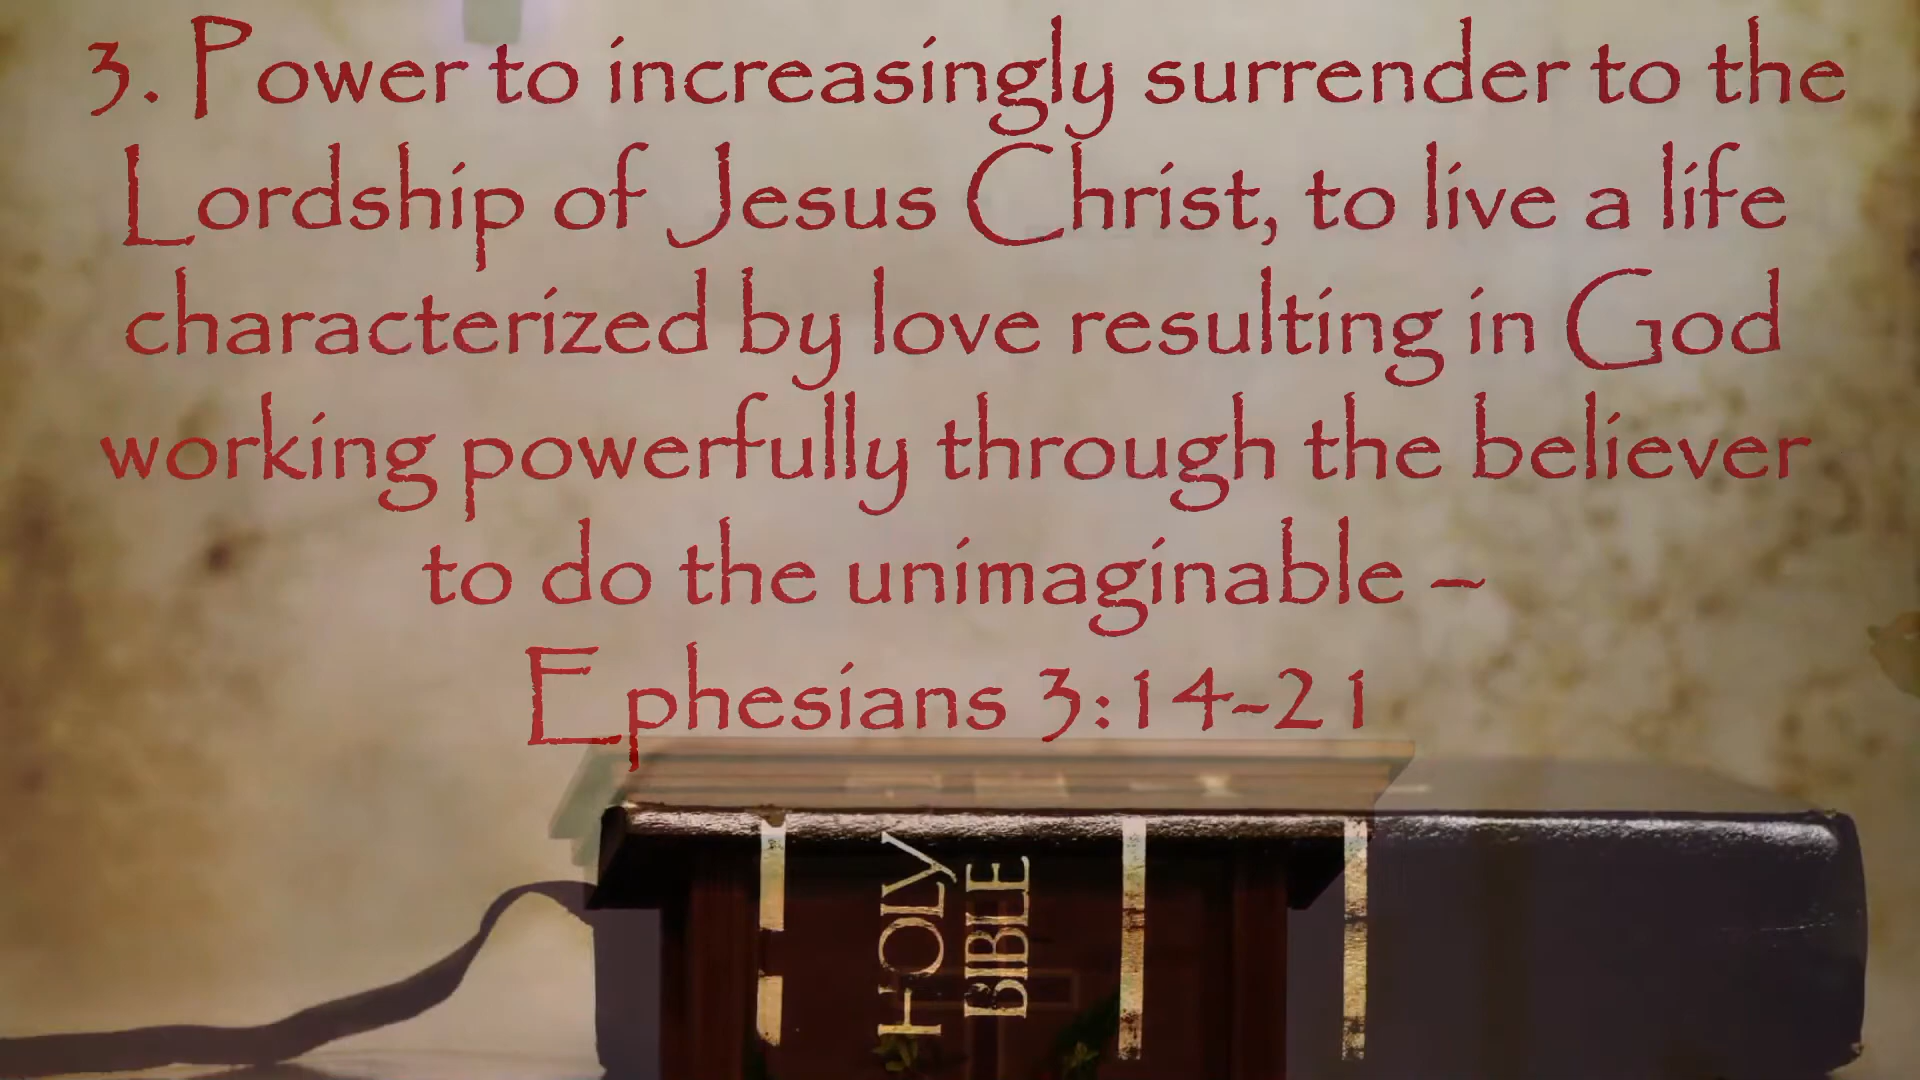 3. Power to increasingly surrender to the
Lordship of Jesus Christ, to live a life
characterized by love resulting in God
working powerfully through the believer
to do the unimaginable –
Ephesians 3:14-21
HOLY
BIBLE